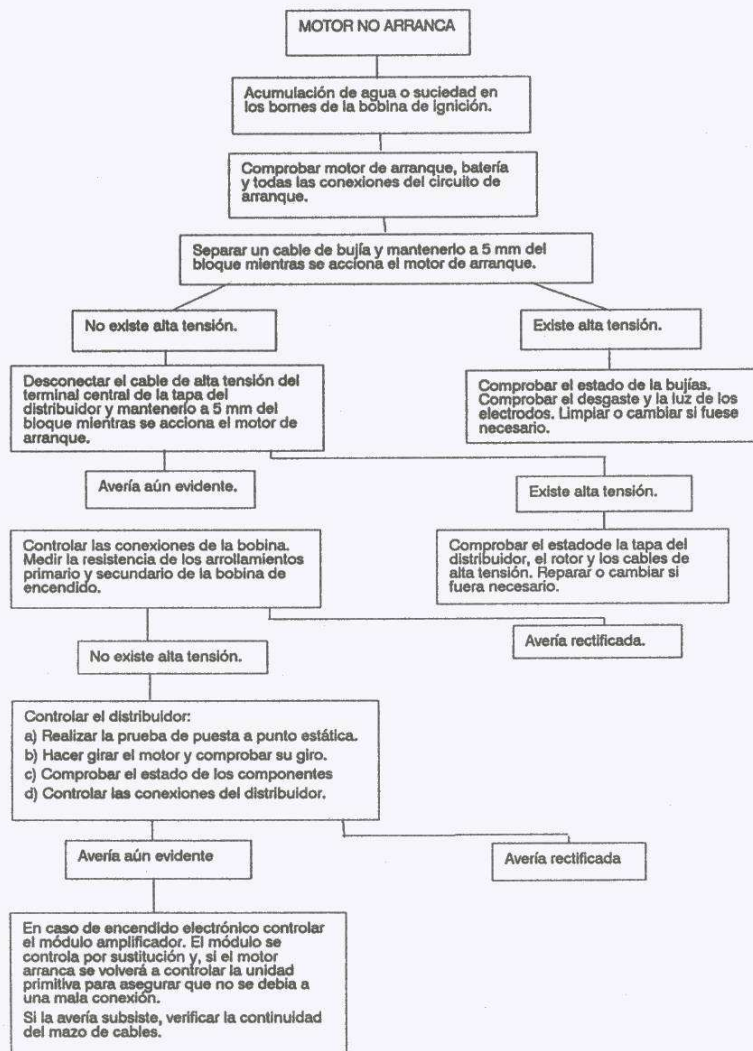 MOTOR NO ARRANCA
Acumulación de agua o suciedad en
los bornes de la bobina de ignición.
Comprobar motor de arranque, batería
y todas las conexiones del circuito de
arranque.
Separar un cable de bujía y mantenerlo a 5 mm del
bloque mientras se acciona el motor de arranque.
No existe alta tensión.
Existe alta tensión.
Desconectar el cable de alta tensión del
terminal central de la tapa del
distribuidor y mantenerlo a 5 mm del
bloque mientras se acciona el motor de
arranque.
Comprobar el estado de la bujías.
Comprobar el desgaste y la luz de los
electrodos. Limpiar o cambiar si fuese
necesario.
Avería aún evidente.
Existe alta tensión.
Controlar las conexiones de la bobina.
Medir la resistencia de los arrollamientos
primario y secundario de la bobina de
encendido.
Comprobar el estadode la tapa del
distribuidor, el rotor y los cables de
alta tensión. Reparar o cambiar si
fuera necesario.
No existe alta tensión.
Avería rectificada.
Controlar el distribuidor:
a) Realizar la prueba de puesta a punto estática.
b) Hacer girar el motor y comprobar su giro.
c) Comprobar el estado de los componentes
d) Controlar las conexiones del distribuidor.
Avería aún evidente
Avería rectificada
En caso de encendido electrónico controlar
el módulo amplificador. El módulo se
controla por sustitución y, si el motor
arranca se volverá a controlar la unidad
primitiva para asegurar que no se debia a
una mala conexión.
Si la avería subsiste, verificar la continuidad
del mazo de cables.